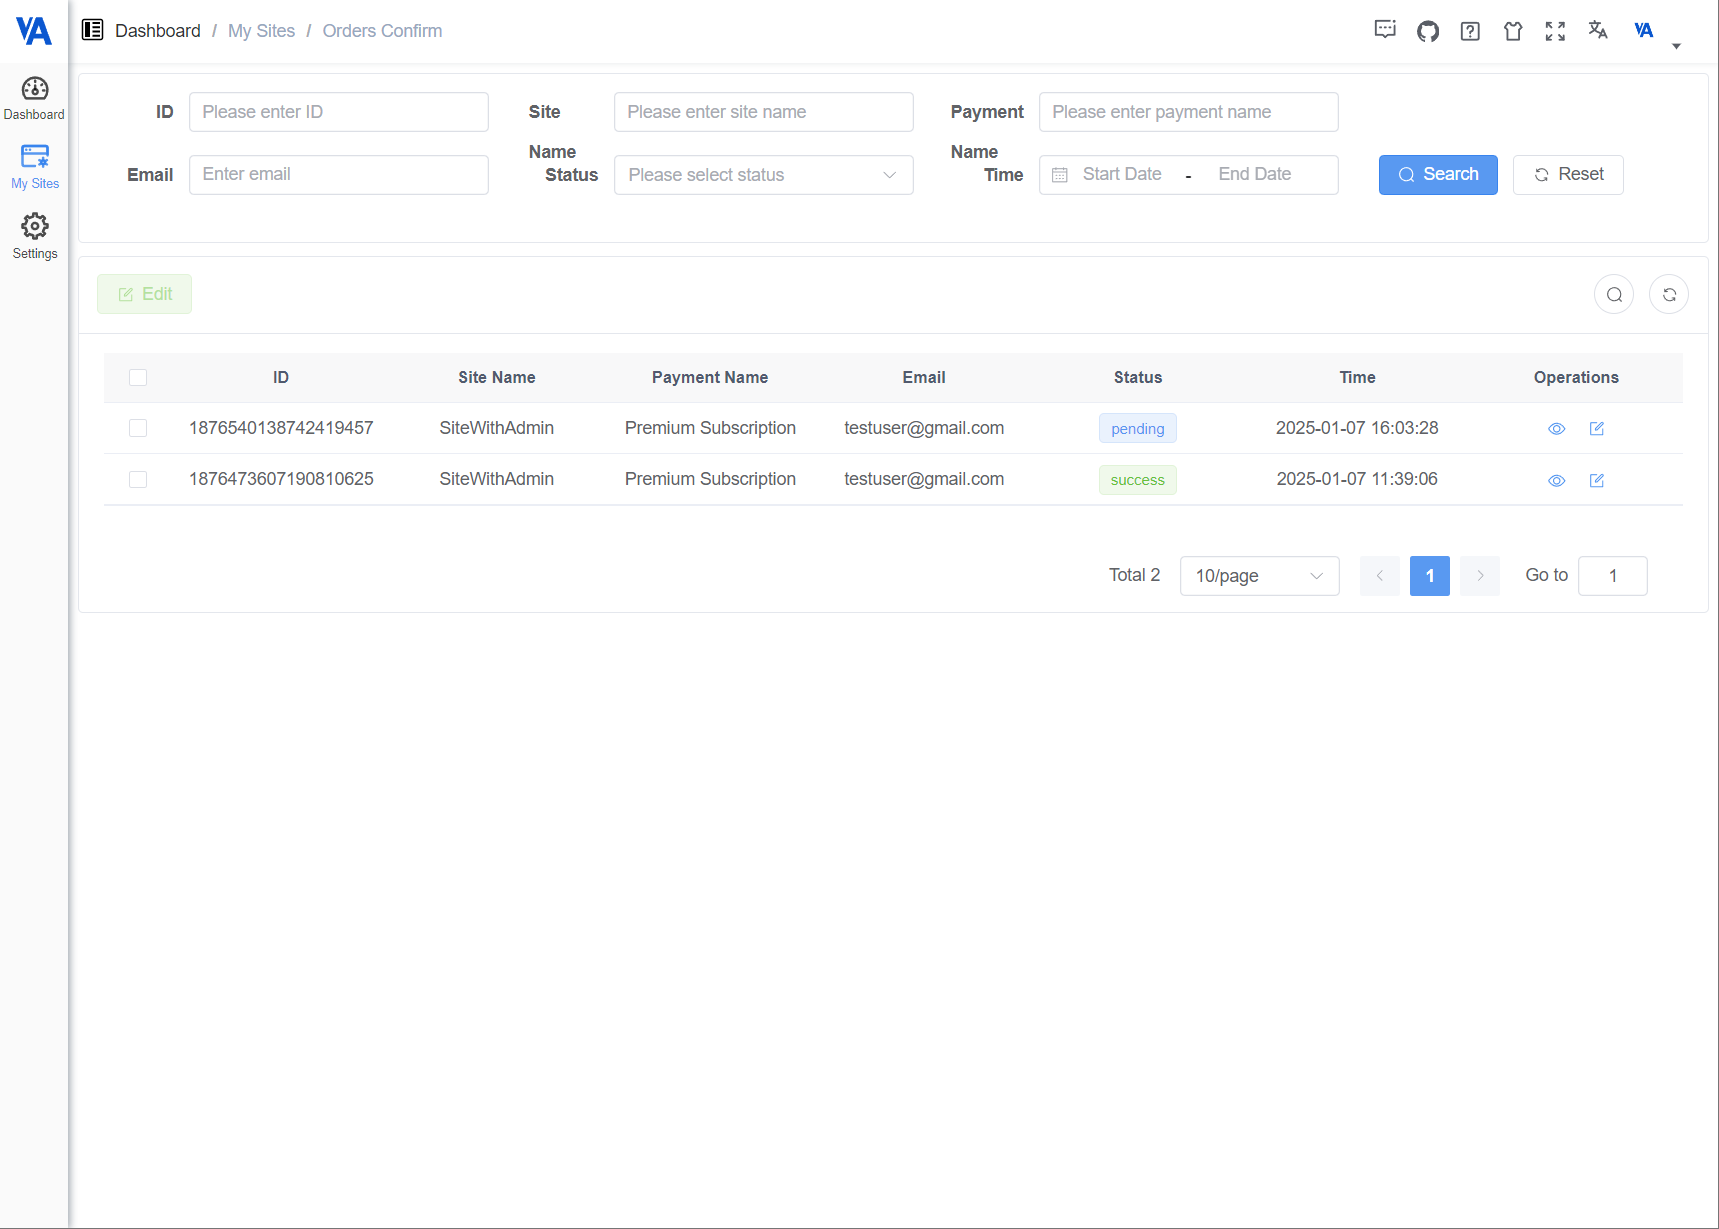 VA
Dashboard / My Sites / Orders Confirm
VA
Dashboard
My Sites
Settings
ID Please enter ID
Site Name Please enter site name
Payment Name Please enter payment name
Email Enter email
Status Please select status
Time Start Date - End Date
Search Reset
Edit
ID Site Name Payment Name Email Status Time Operations
1876540138742419457 SiteWithAdmin Premium Subscription testuser@gmail.com pending 2025-01-07 16:03:28
1876473607190810625 SiteWithAdmin Premium Subscription testuser@gmail.com success 2025-01-07 11:39:06
Total 2 10/page 1 Go to 1